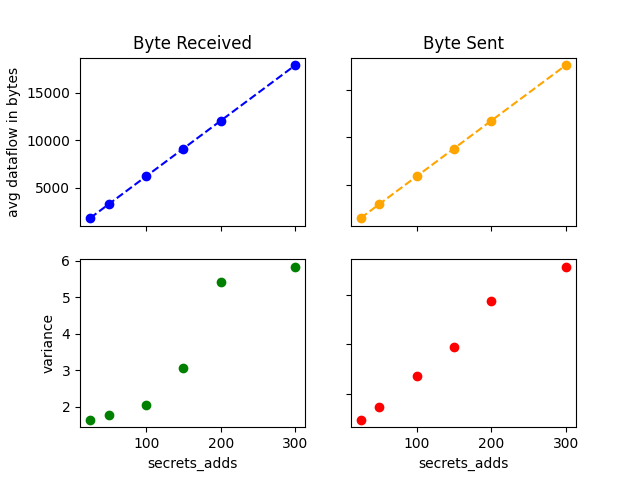 Byte Received
Byte Sent
avg dataflow in bytes
15000
10000
5000
variance
6
5
4
3
2
100
200
300
100
200
300
secrets_adds
secrets_adds